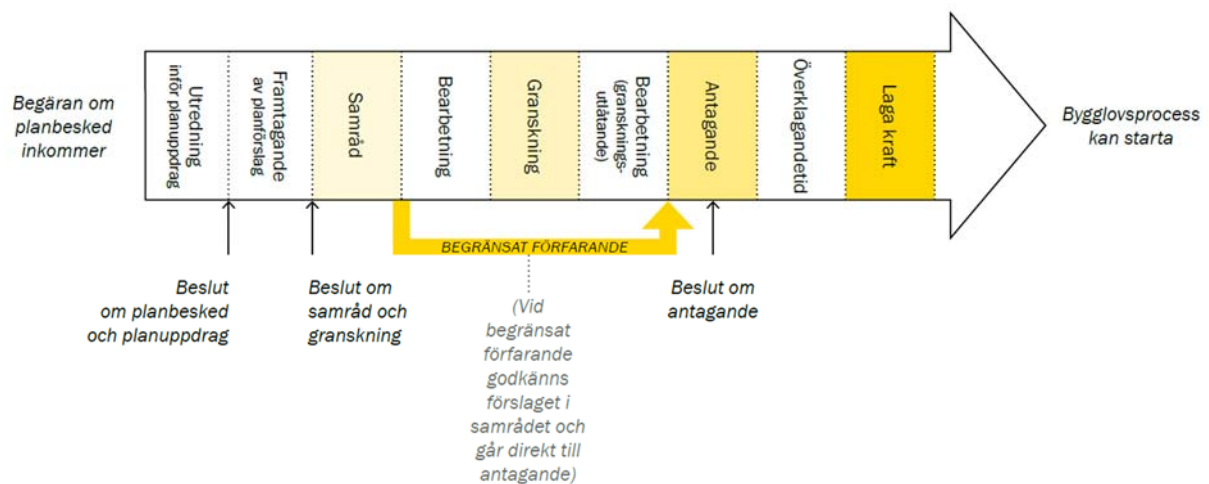 Begäran om
planbesked
inkommer
Utredning
inför planuppdrag
Framtagande
av planförslag
Samråd
Bearbetning
Granskning
Bearbetning
(gransknings-
utlåtande)
Antagande
Överklagandetid
Laga kraft
Bygglovsprocess
kan starta
BEGRÄNSAT FÖRFARANDE
Beslut
om planbesked
och planuppdrag
Beslut om
samråd och
granskning
(Vid
begränsat
förfarande
godkänns
förslaget i
samrådet och
går direkt till
antagande)
Beslut om
antagande